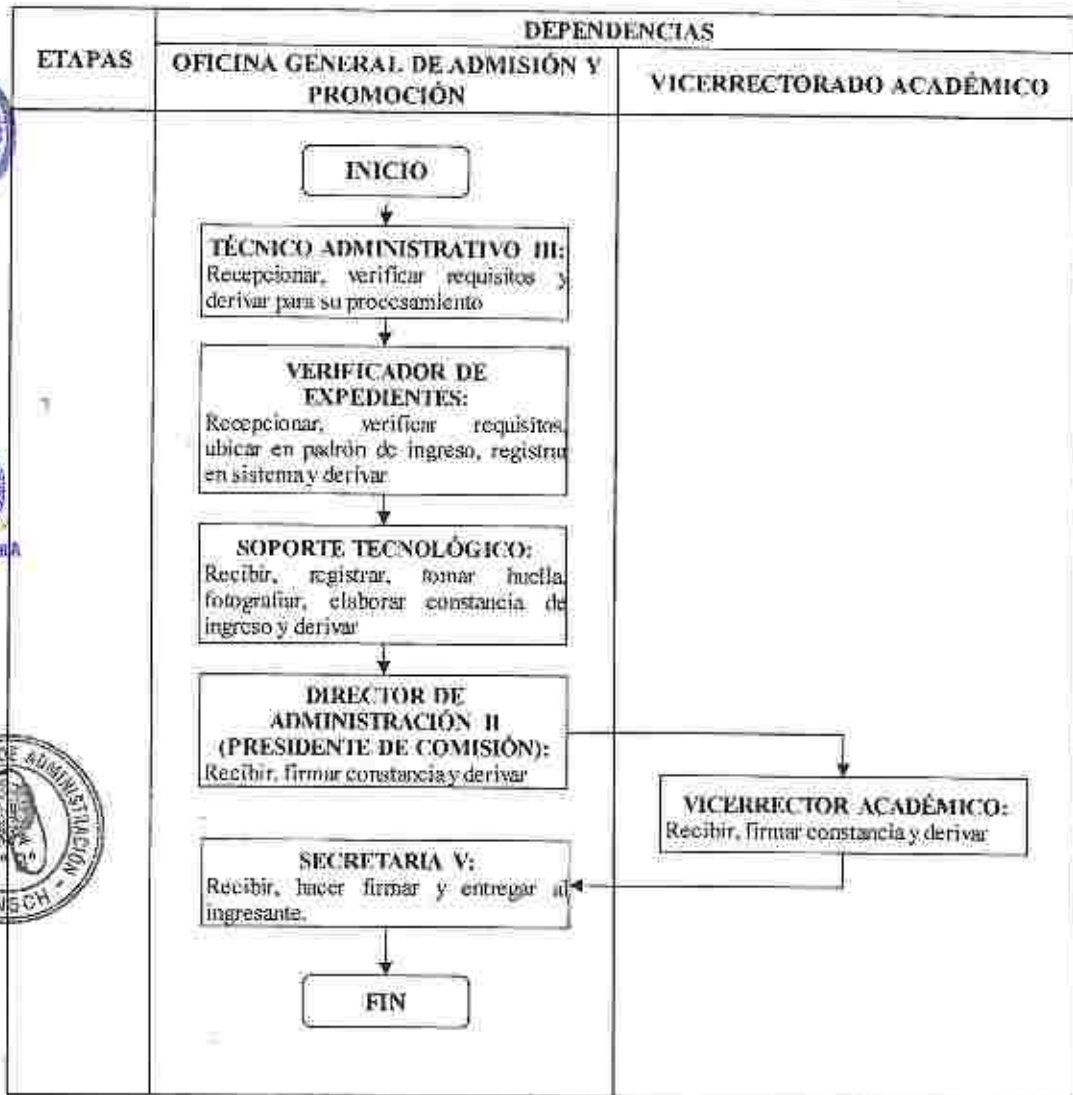 DEPENDENCIAS
ETAPAS
OFICINA GENERAL DE ADMISIÓN Y
PROMOCIÓN
VICERRECTORADO ACADÉMICO
INICIO
TÉCNICO ADMINISTRATIVO III:
Recepcionar, verificar requisitos y
derivar para su procesamiento
VERIFICADOR DE
EXPEDIENTES:
Recepcionar, verificar requisitos,
ubicar en padrón de ingreso, registrar
en sistema y derivar
SOPORTE TECNOLÓGICO:
Recibir, registrar, tomar huella,
fotografiar, elaborar constancia de
ingreso y derivar
DIRECTOR DE
ADMINISTRACIÓN II
(PRESIDENTE DE COMISIÓN):
Recibir, firmar constancia y derivar
VICERRECTOR ACADÉMICO:
Recibir, firmar constancia y derivar
SECRETARIA V:
Recibir, hacer firmar y entregar al
ingresante.
FIN
DE ADMINISTRACIÓN -